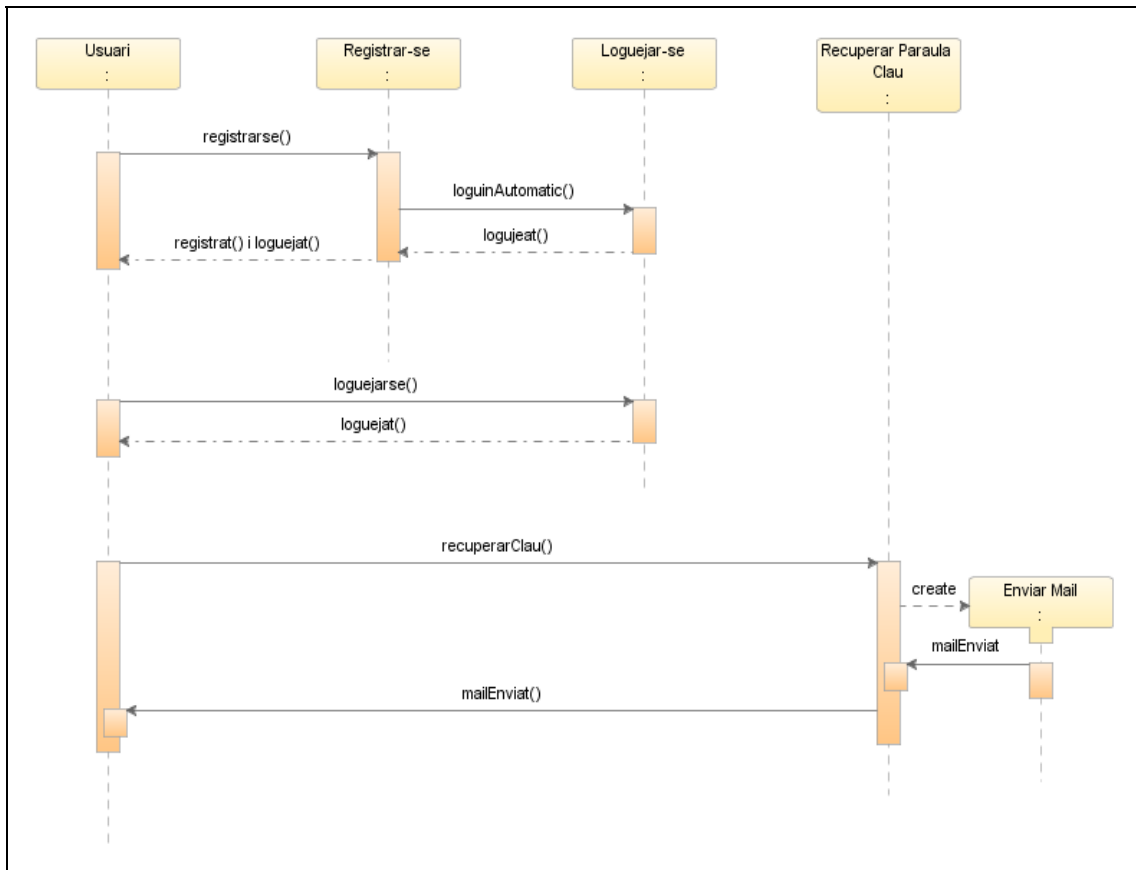 Usuari
:
Registrar-se
:
Loguejar-se
:
Recuperar Paraula
Clau
:
registrarse()
loguinAutomatic()
logujeat()
registrat() i loguejat()
loguejarse()
loguejat()
recuperarClau()
create
Enviar Mail
:
mailEnviat
mailEnviat()